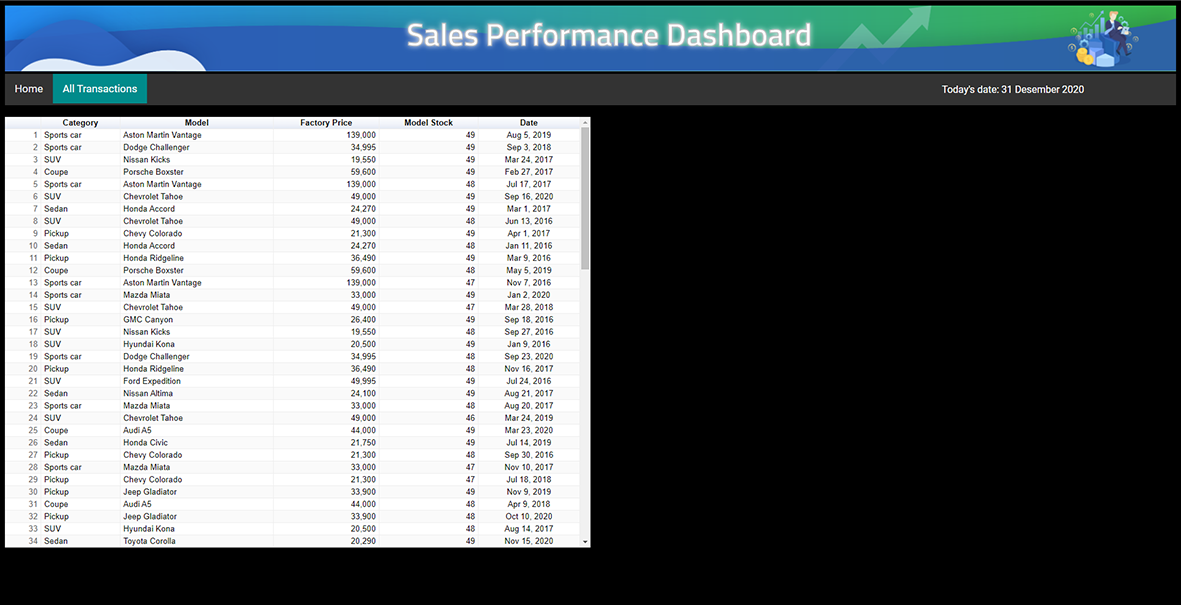 Sales Performance Dashboard
Home All Transactions Today's date: 31 Desember 2020
Category Model Factory Price Model Stock Date
1 Sports car Aston Martin Vantage 139,000 49 Aug 5, 2019
2 Sports car Dodge Challenger 34,995 49 Sep 3, 2018
3 SUV Nissan Kicks 19,550 49 Mar 24, 2017
4 Coupe Porsche Boxster 59,600 49 Feb 27, 2017
5 Sports car Aston Martin Vantage 139,000 48 Jul 17, 2017
6 SUV Chevrolet Tahoe 49,000 49 Sep 16, 2020
7 Sedan Honda Accord 24,270 49 Mar 1, 2017
8 SUV Chevrolet Tahoe 49,000 48 Jun 13, 2016
9 Pickup Chevy Colorado 21,300 49 Apr 1, 2017
10 Sedan Honda Accord 24,270 48 Jan 11, 2016
11 Pickup Honda Ridgeline 36,490 49 Mar 9, 2016
12 Coupe Porsche Boxster 59,600 48 May 5, 2019
13 Sports car Aston Martin Vantage 139,000 47 Nov 7, 2016
14 Sports car Mazda Miata 33,000 49 Jan 2, 2020
15 SUV Chevrolet Tahoe 49,000 47 Mar 28, 2018
16 Pickup GMC Canyon 26,400 49 Sep 18, 2016
17 SUV Nissan Kicks 19,550 48 Sep 27, 2016
18 SUV Hyundai Kona 20,500 49 Jan 9, 2016
19 Sports car Dodge Challenger 34,995 48 Sep 23, 2020
20 Pickup Honda Ridgeline 36,490 48 Nov 16, 2017
21 SUV Ford Expedition 49,995 49 Jul 24, 2016
22 Sedan Nissan Altima 24,100 49 Aug 21, 2017
23 Sports car Mazda Miata 33,000 48 Aug 20, 2017
24 SUV Chevrolet Tahoe 49,000 46 Mar 24, 2019
25 Coupe Audi A5 44,000 49 Mar 23, 2020
26 Sedan Honda Civic 21,750 49 Jul 14, 2019
27 Pickup Chevy Colorado 21,300 48 Sep 30, 2016
28 Sports car Mazda Miata 33,000 47 Nov 10, 2017
29 Pickup Chevy Colorado 21,300 47 Jul 18, 2018
30 Pickup Jeep Gladiator 33,900 49 Nov 9, 2019
31 Coupe Audi A5 44,000 48 Apr 9, 2018
32 Pickup Jeep Gladiator 33,900 48 Oct 10, 2020
33 SUV Hyundai Kona 20,500 48 Aug 14, 2017
34 Sedan Toyota Corolla 20,290 49 Nov 15, 2020